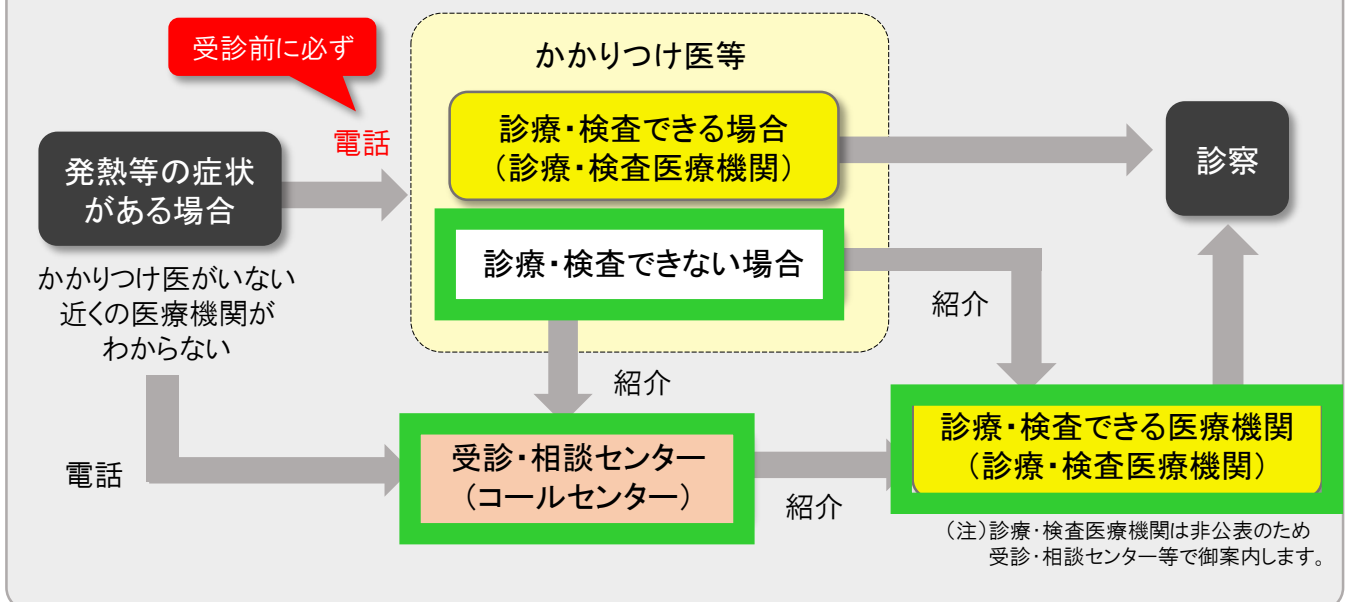 受診前に必ず
電話
かかりつけ医等
診療・検査できる場合
（診療・検査医療機関）
診察
発熱等の症状
がある場合
診療・検査できない場合
かかりつけ医がいない
近くの医療機関が
わからない
紹介
紹介
電話
受診・相談センター
（コールセンター）
紹介
診療・検査できる医療機関
（診療・検査医療機関）
（注）診療・検査医療機関は非公表のため
受診・相談センター等で御案内します。